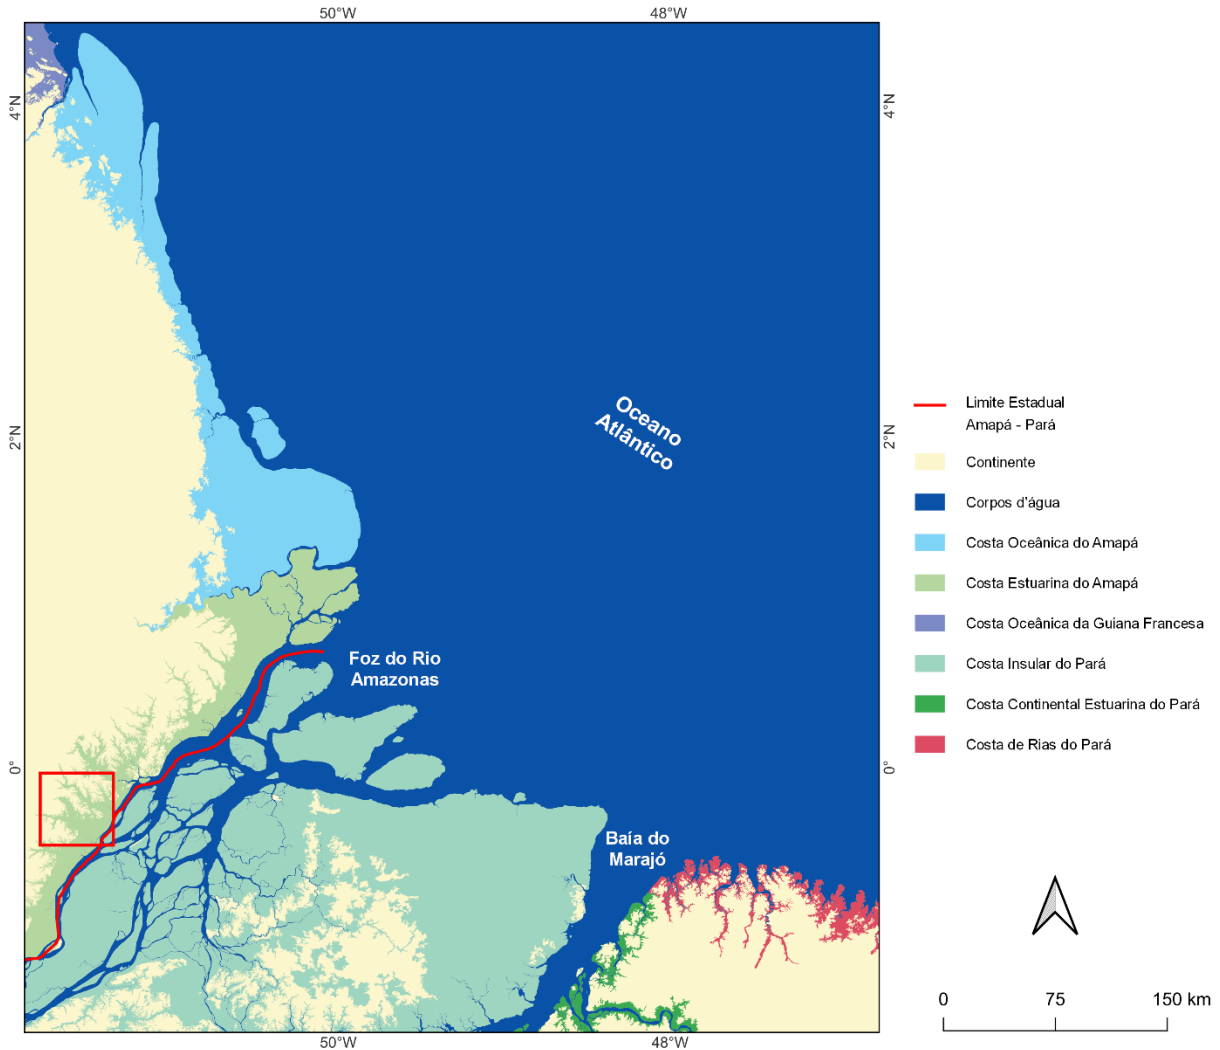 50°W
48°W
4°N
4°N
2°N
2°N
0°
0°
Oceano
Atlântico
Foz do Rio
Amazonas
Baía do
Marajó
50°W
48°W
Limite Estadual
Amapá - Pará
Continente
Corpos d'água
Costa Oceânica do Amapá
Costa Estuarina do Amapá
Costa Oceânica da Guiana Francesa
Costa Insular do Pará
Costa Continental Estuarina do Pará
Costa de Rias do Pará
0 75 150 km